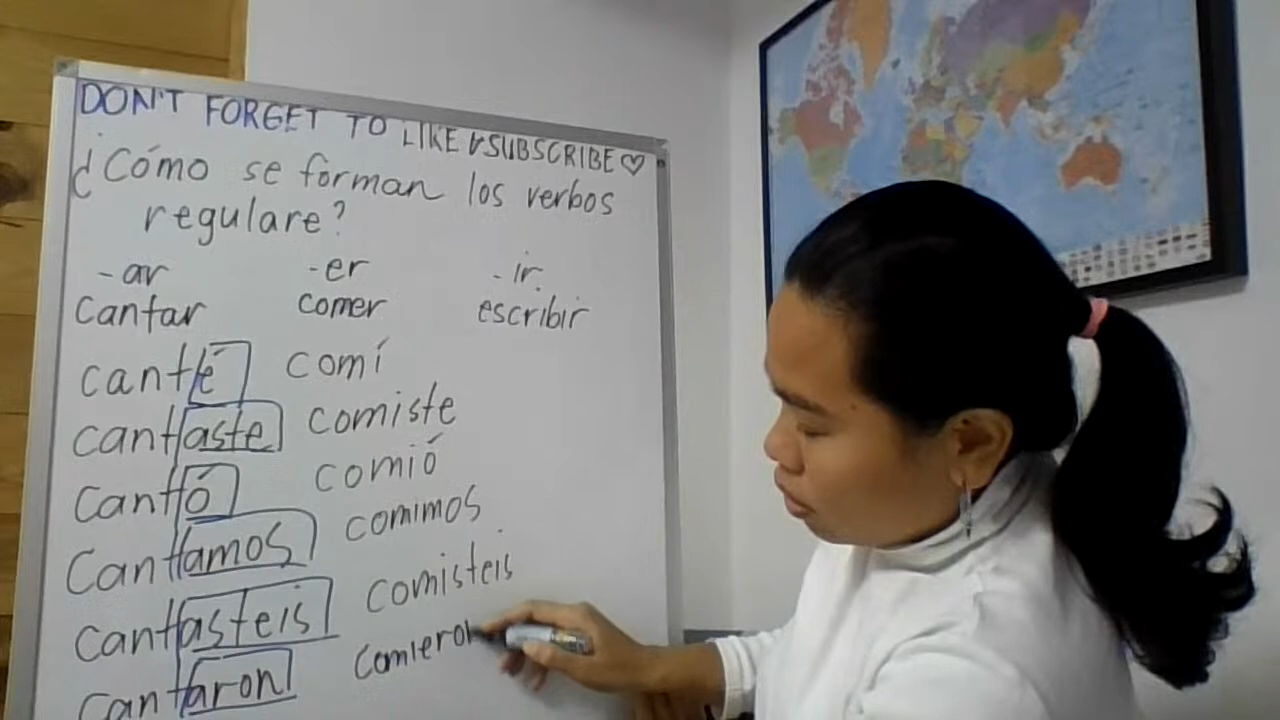 DON'T FORGET TO LIKE & SUBSCRIBE ♡
¿Cómo se forman los verbos
regulare?
-ar -er -ir
Cantar comer escribir
canté comí
cantaste comiste
cantó comió
Cantamos comimos
cantasteis comisteis
cantaron comieron